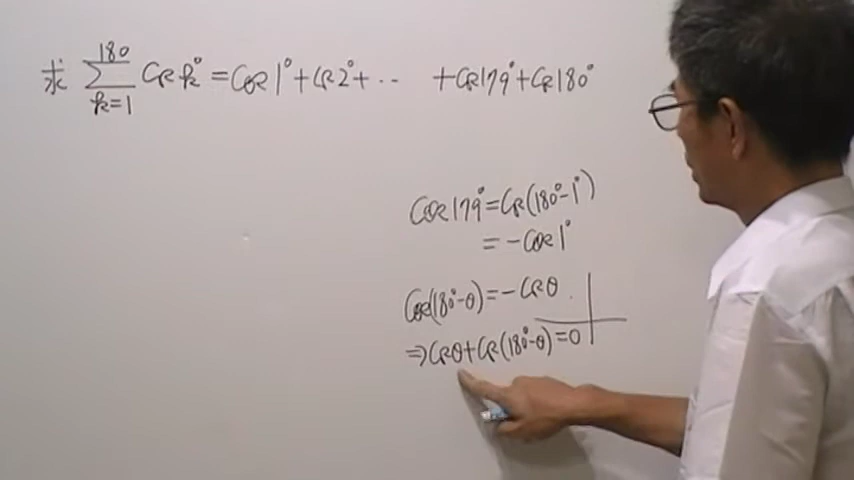 求 \sum_{k=1}^{180} cos k° = cos 1° + cos 2° + ⋯ + cos 179° + cos 180°
cos 179° = cos(180° - 1°)
= -cos 1°
cos(180° - θ) = -cos θ
⇒ cos θ + cos(180° - θ) = 0